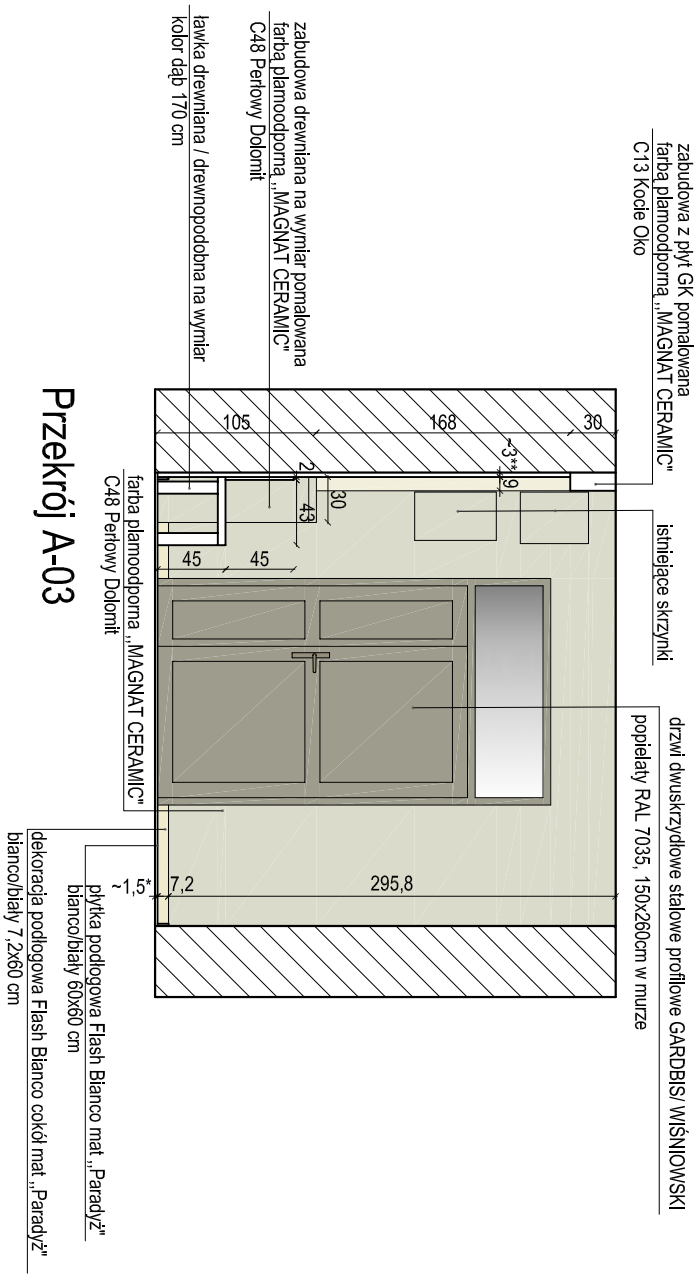 zabudowa z płyt GK pomalowana
farbą plamoodporną ,,MAGNAT CERAMIC"
C13 Kocie Oko
istniejące skrzynki
drzwi dwuskrzydłowe stalowe profilowe GARDBIS/ WIŚNIOWSKI
popielaty RAL 7035, 150x260cm w murze
zabudowa drewniana na wymiar pomalowana
farbą plamoodporną ,,MAGNAT CERAMIC"
C48 Perłowy Dolomit
ławka drewniana / drewnopodobna na wymiar
kolor dąb 170 cm
105
168
30
~3**
9
2
43
30
45
45
295,8
7,2
~1,5*
farba plamoodporna ,,MAGNAT CERAMIC"
C48 Perłowy Dolomit
płytka podłogowa Flash Bianco mat ,,Paradyż"
bianco/biały 60x60 cm
dekoracja podłogowa Flash Bianco cokół mat ,,Paradyż"
bianco/biały 7,2x60 cm
Przekrój A-03